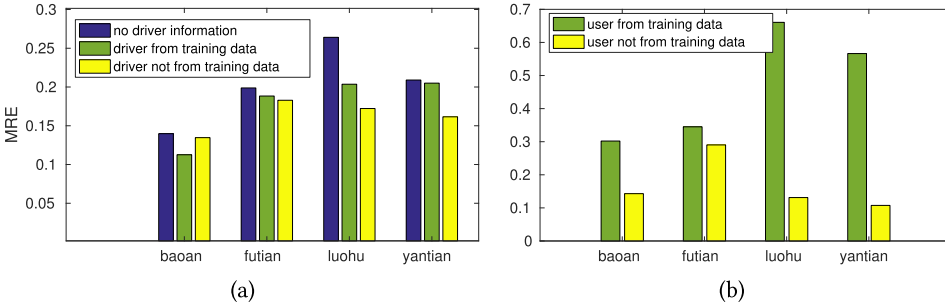 0.3
0.25
0.2
0.15
0.1
0.05
MRE
no driver information
driver from training data
driver not from training data
baoan futian luohu yantian
(a)
0.7
0.6
0.5
0.4
0.3
0.2
0.1
0
user from training data
user not from training data
baoan futian luohu yantian
(b)